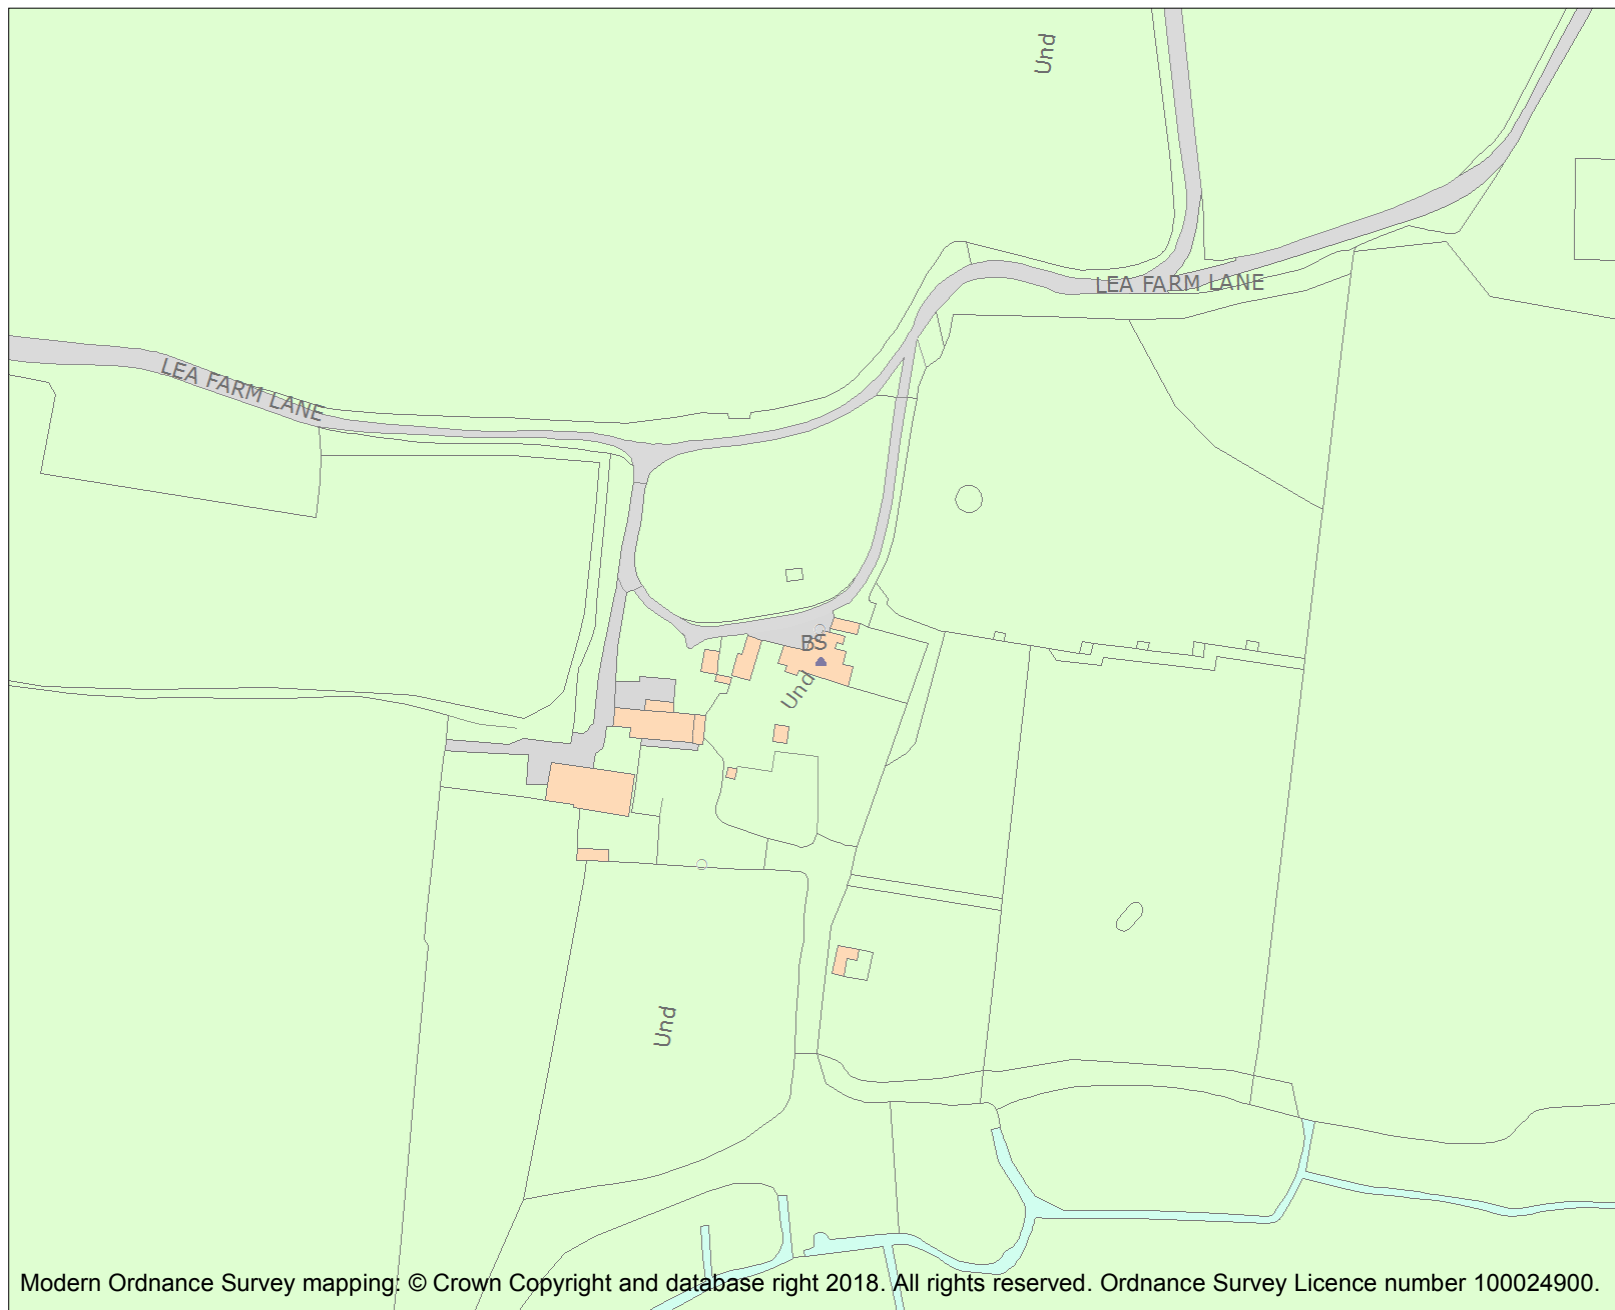 Und
LEA FARM LANE
LEA FARM LANE
BS
Und
Und
Modern Ordnance Survey mapping: © Crown Copyright and database right 2018. All rights reserved. Ordnance Survey Licence number 100024900.